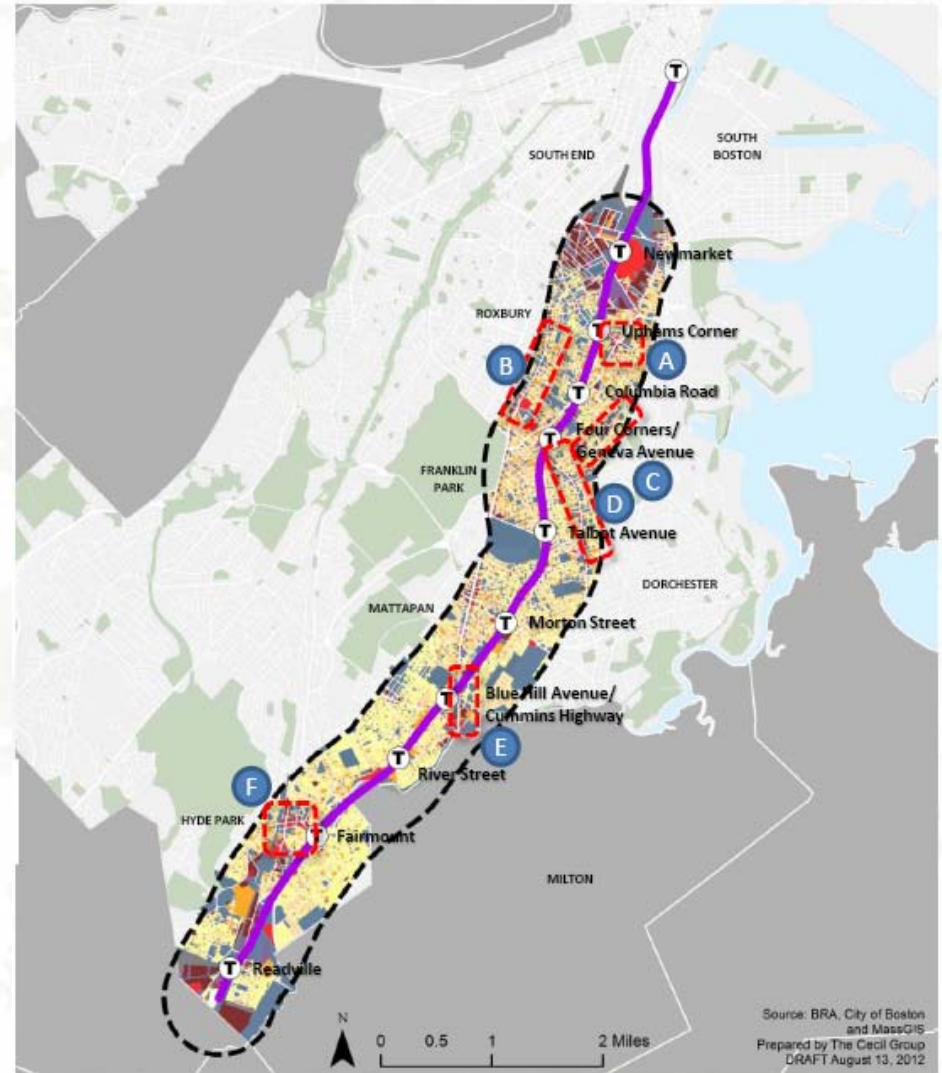 T
SOUTH END
SOUTH
BOSTON
T
Newmarket
ROXBURY
T
Uphams Corner
B
A
T
Columbia Road
T
Four Corners/
Geneva Avenue
FRANKLIN
PARK
C
D
T
Talbot Avenue
DORCHESTER
MATTAPAN
T
Morton Street
T
Blue Hill Avenue/
Cummins Highway
E
T
River Street
F
HYDE PARK
T
Fairmount
MILTON
T
Readville
N
0 0.5 1 2 Miles
Source: BRA, City of Boston
and MassGIS
Prepared by The Cecil Group
DRAFT August 13, 2012